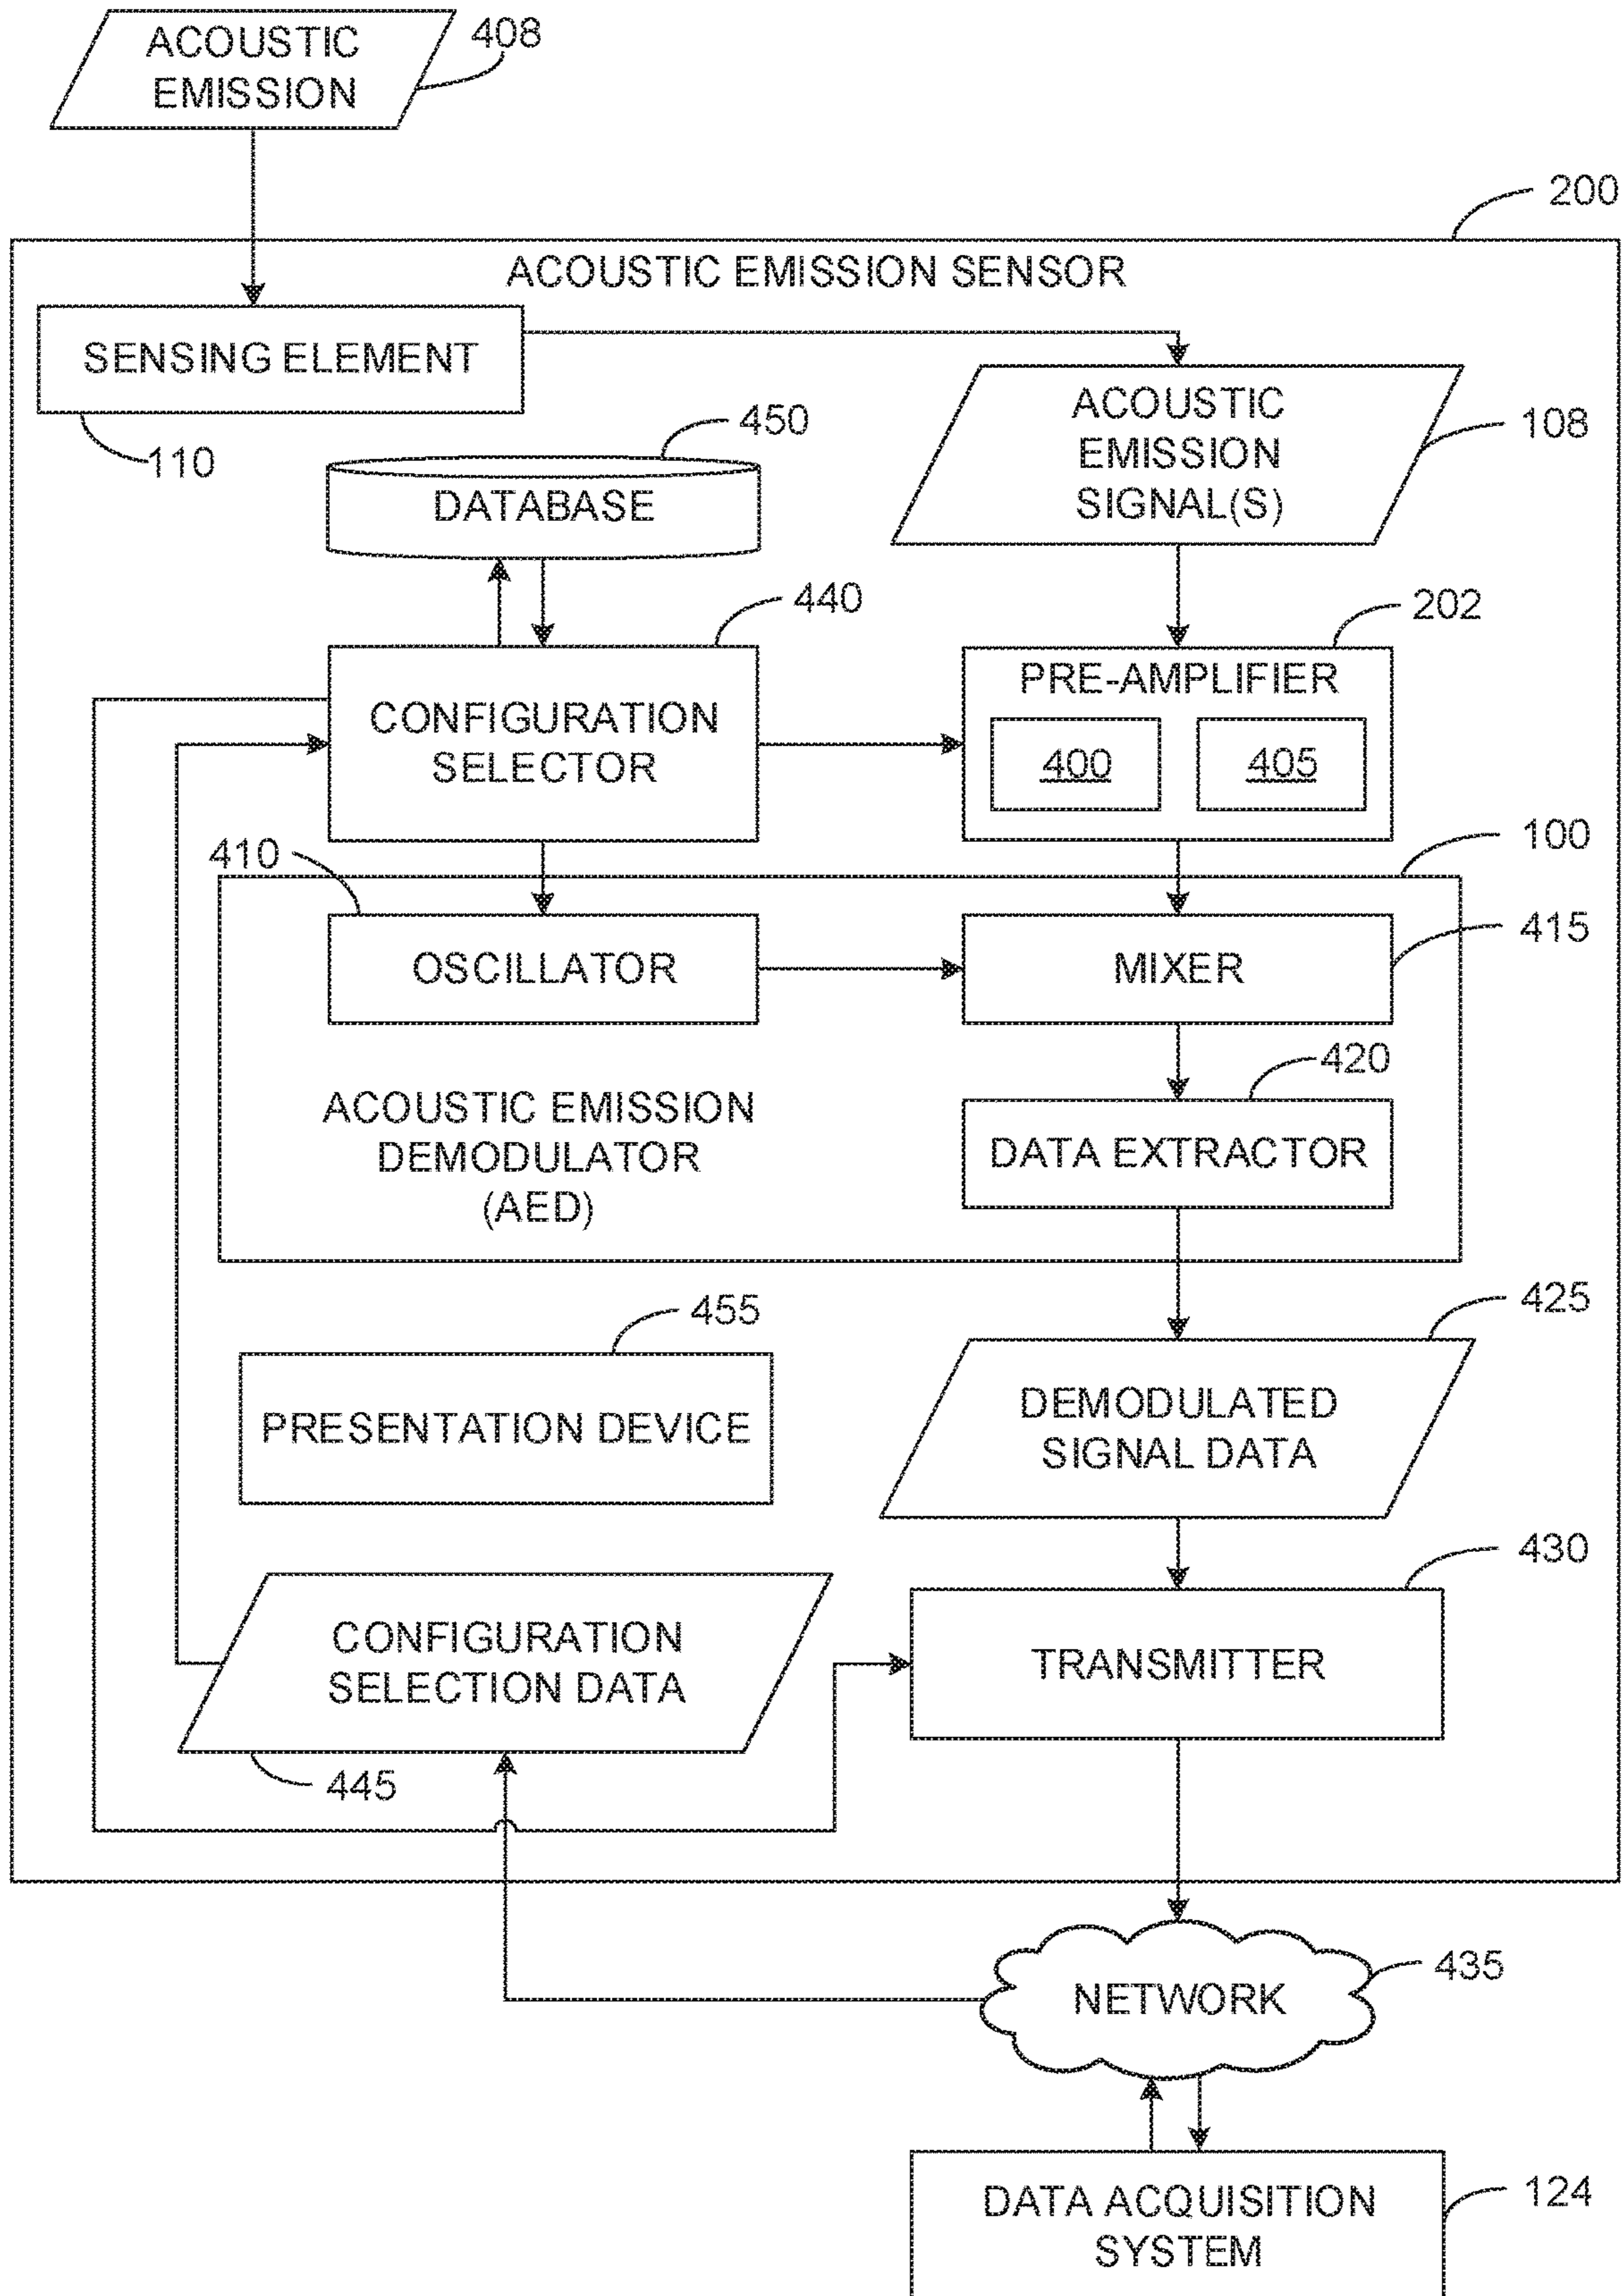 ACOUSTIC
EMISSION
408
200
ACOUSTIC EMISSION SENSOR
SENSING ELEMENT
110
ACOUSTIC
EMISSION
SIGNAL(S)
108
450
DATABASE
440
202
CONFIGURATION
SELECTOR
PRE-AMPLIFIER
400
405
410
100
OSCILLATOR
MIXER
415
420
ACOUSTIC EMISSION
DEMODULATOR
(AED)
DATA EXTRACTOR
455
425
PRESENTATION DEVICE
DEMODULATED
SIGNAL DATA
430
CONFIGURATION
SELECTION DATA
TRANSMITTER
445
NETWORK
435
DATA ACQUISITION
SYSTEM
124